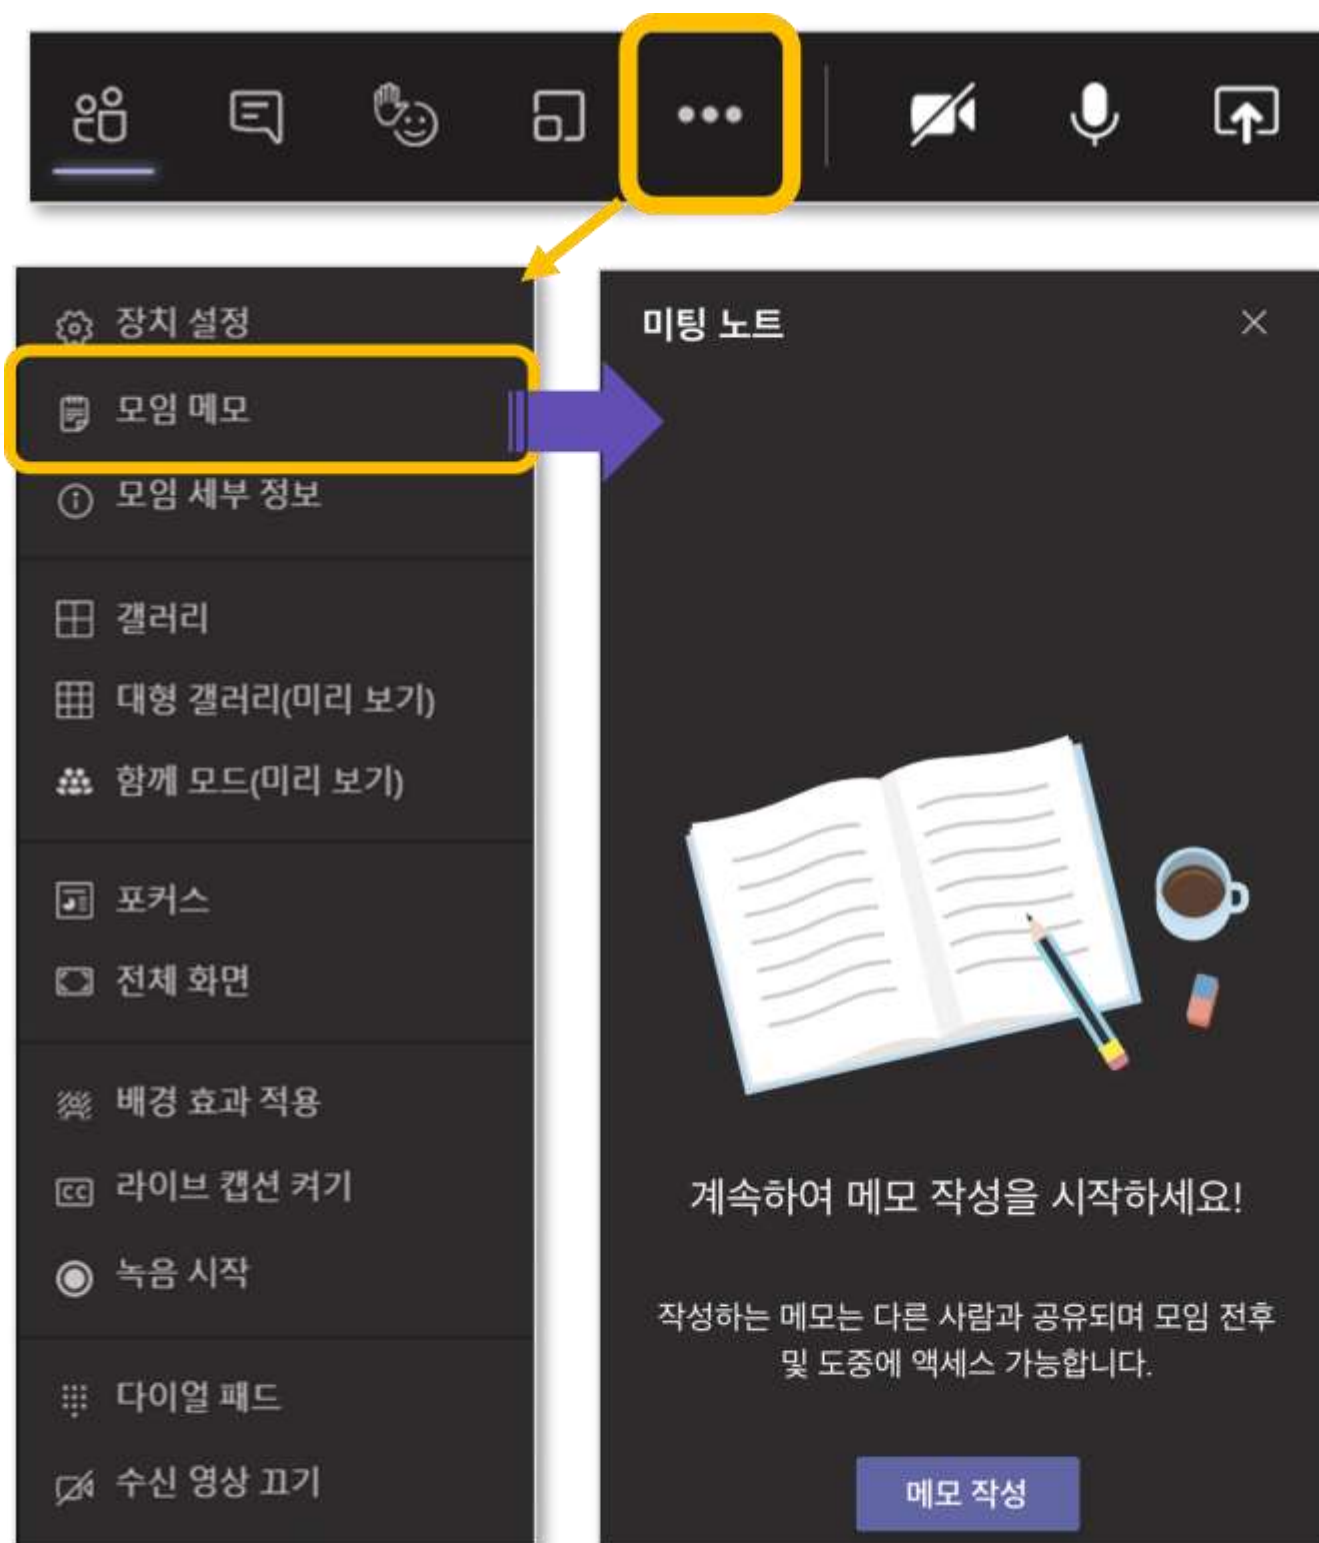 장치 설정
모임 메모
모임 세부 정보
갤러리
대형 갤러리(미리 보기)
함께 모드(미리 보기)
포커스
전체 화면
배경 효과 적용
CC 라이브 캡션 켜기
녹음 시작
다이얼 패드
수신 영상 끄기
미팅 노트
계속하여 메모 작성을 시작하세요!
작성하는 메모는 다른 사람과 공유되며 모임 전후
및 도중에 액세스 가능합니다.
메모 작성